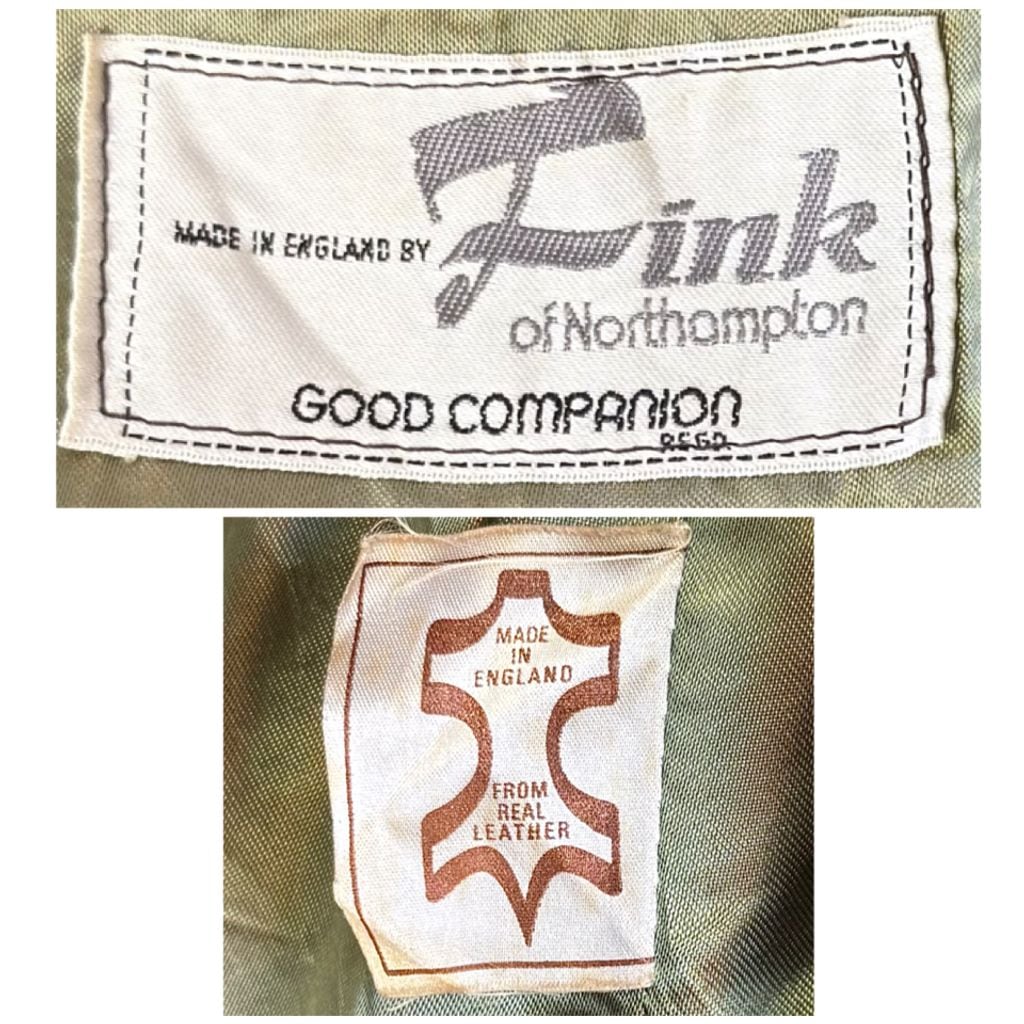 MADE IN ENGLAND BY Fink
of Northampton
GOOD COMPANION
REGD.
MADE
IN
ENGLAND
FROM
REAL
LEATHER